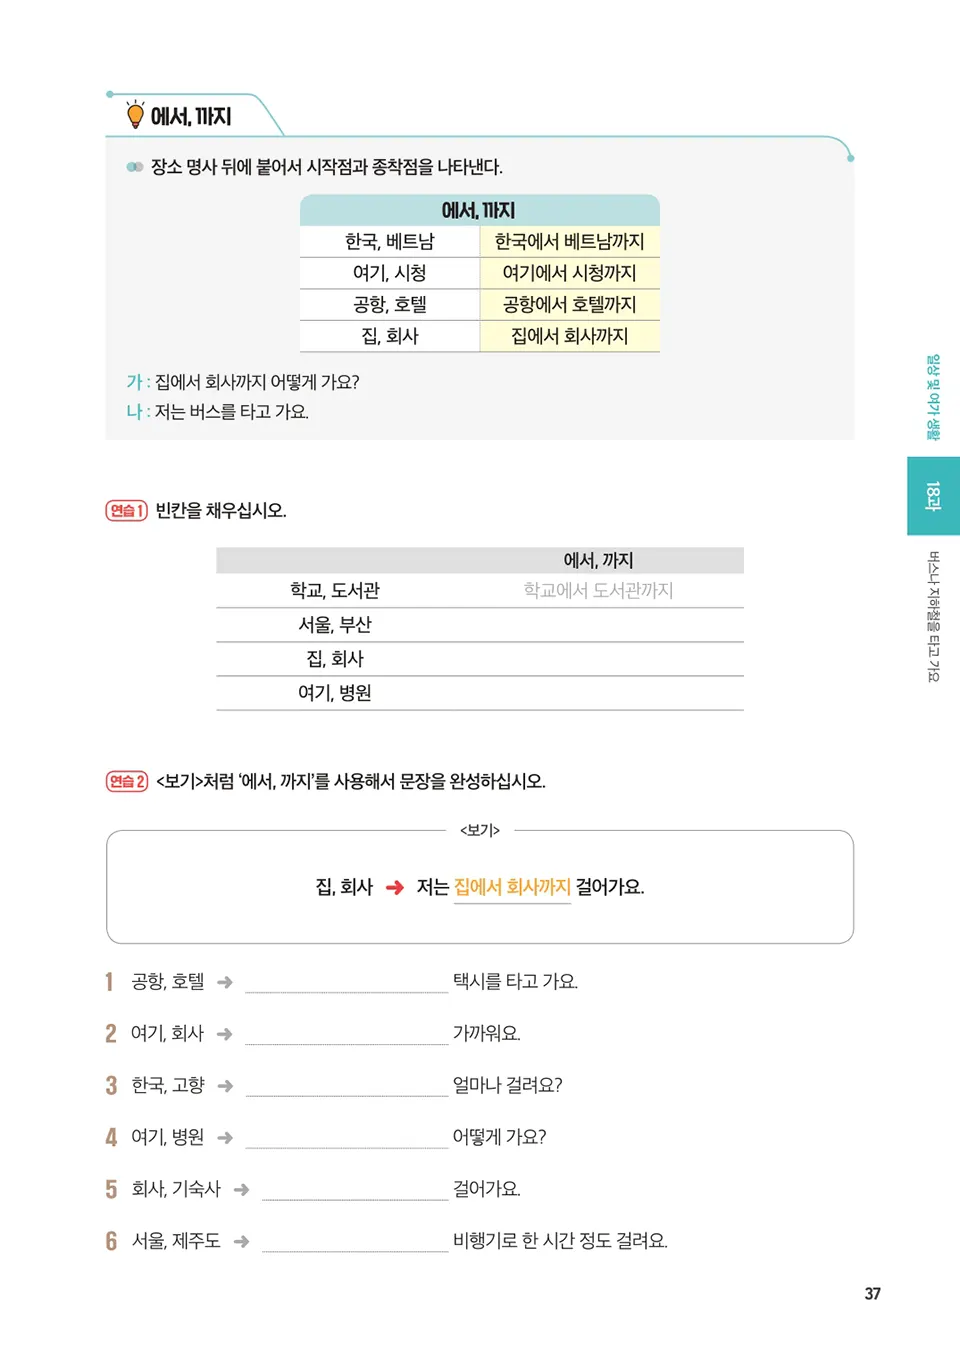 에서, 까지
장소 명사 뒤에 붙어서 시작점과 종착점을 나타낸다.
에서, 까지
한국, 베트남 한국에서 베트남까지
여기, 시청 여기에서 시청까지
공항, 호텔 공항에서 호텔까지
집, 회사 집에서 회사까지
가 : 집에서 회사까지 어떻게 가요?
나 : 저는 버스를 타고 가요.
연습 1 빈칸을 채우십시오.
에서, 까지
학교, 도서관 학교에서 도서관까지
서울, 부산
집, 회사
여기, 병원
연습 2 <보기>처럼 ‘에서, 까지’를 사용해서 문장을 완성하십시오.
<보기>
집, 회사 ➜ 저는 집에서 회사까지 걸어가요.
1 공항, 호텔 ➜ 택시를 타고 가요.
2 여기, 회사 ➜ 가까워요.
3 한국, 고향 ➜ 얼마나 걸려요?
4 여기, 병원 ➜ 어떻게 가요?
5 회사, 기숙사 ➜ 걸어가요.
6 서울, 제주도 ➜ 비행기로 한 시간 정도 걸려요.
일상 및 여가 생활
18과
버스나 지하철을 타고 가요
37